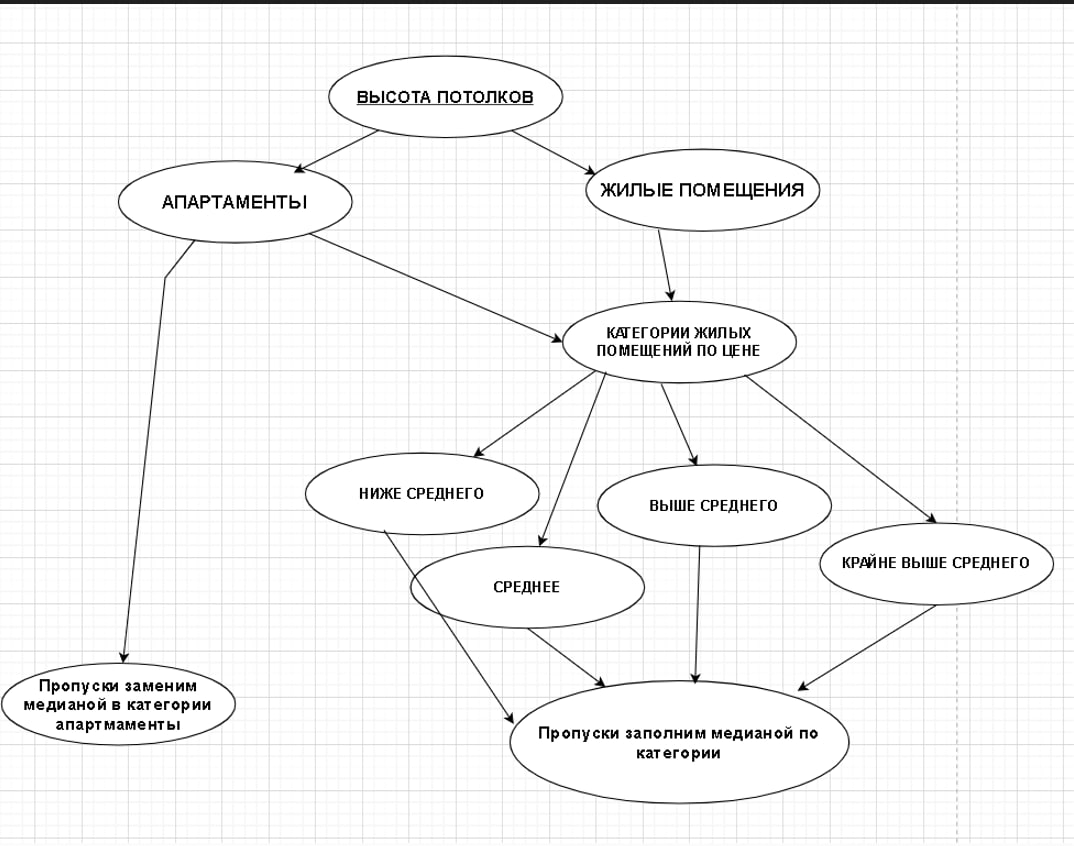 ВЫСОТА ПОТОЛКОВ
АПАРТАМЕНТЫ
ЖИЛЫЕ ПОМЕЩЕНИЯ
КАТЕГОРИИ ЖИЛЫХ
ПОМЕЩЕНИЙ ПО ЦЕНЕ
НИЖЕ СРЕДНЕГО
ВЫШЕ СРЕДНЕГО
КРАЙНЕ ВЫШЕ СРЕДНЕГО
СРЕДНЕЕ
Пропуски заменим
медианой в категории
апартмаменты
Пропуски заполним медианой по
категории